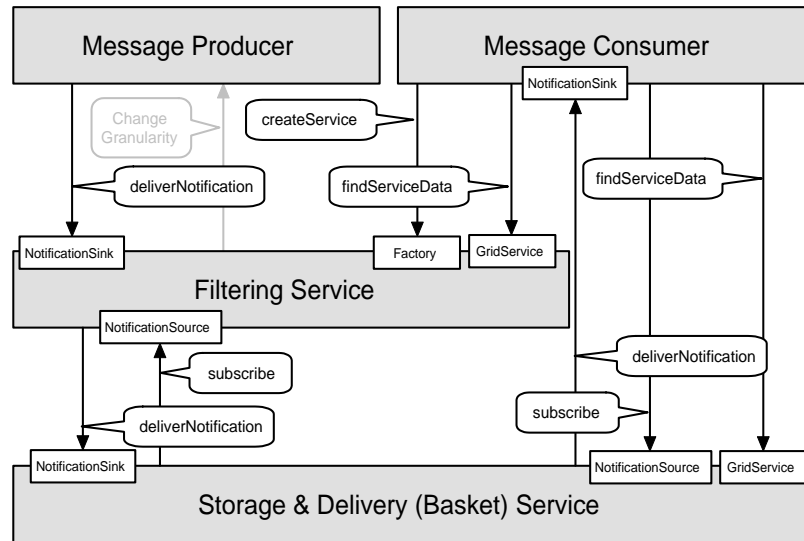 Message Producer
Message Consumer
NotificationSink
Change
Granularity
createService
deliverNotification
findServiceData
findServiceData
NotificationSink
Factory
GridService
Filtering Service
NotificationSource
deliverNotification
subscribe
subscribe
deliverNotification
NotificationSink
NotificationSource
GridService
Storage & Delivery (Basket) Service